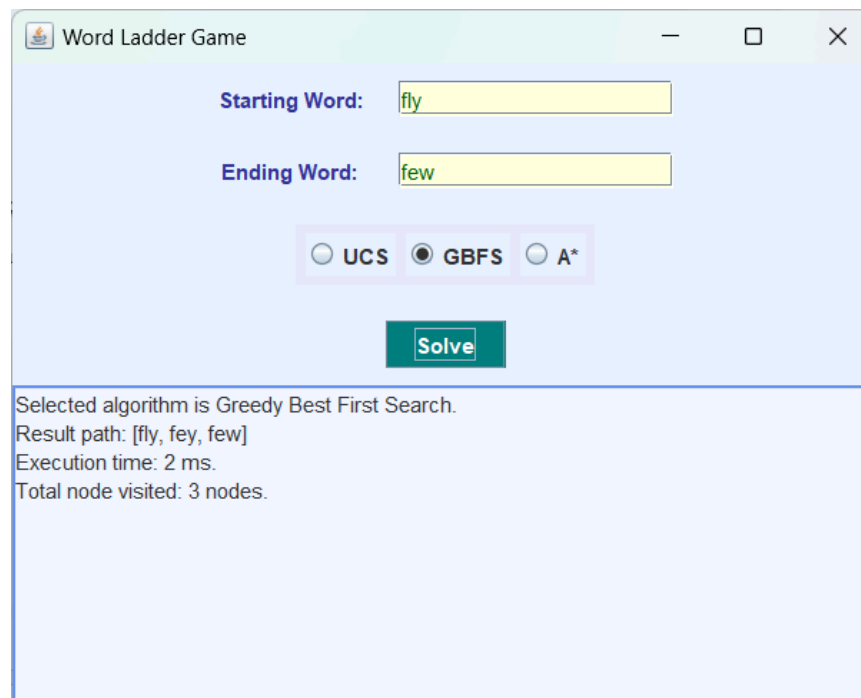 Word Ladder Game
Starting Word: fly
Ending Word: few
UCS GBFS A*
Solve
Selected algorithm is Greedy Best First Search.
Result path: [fly, fey, few]
Execution time: 2 ms.
Total node visited: 3 nodes.